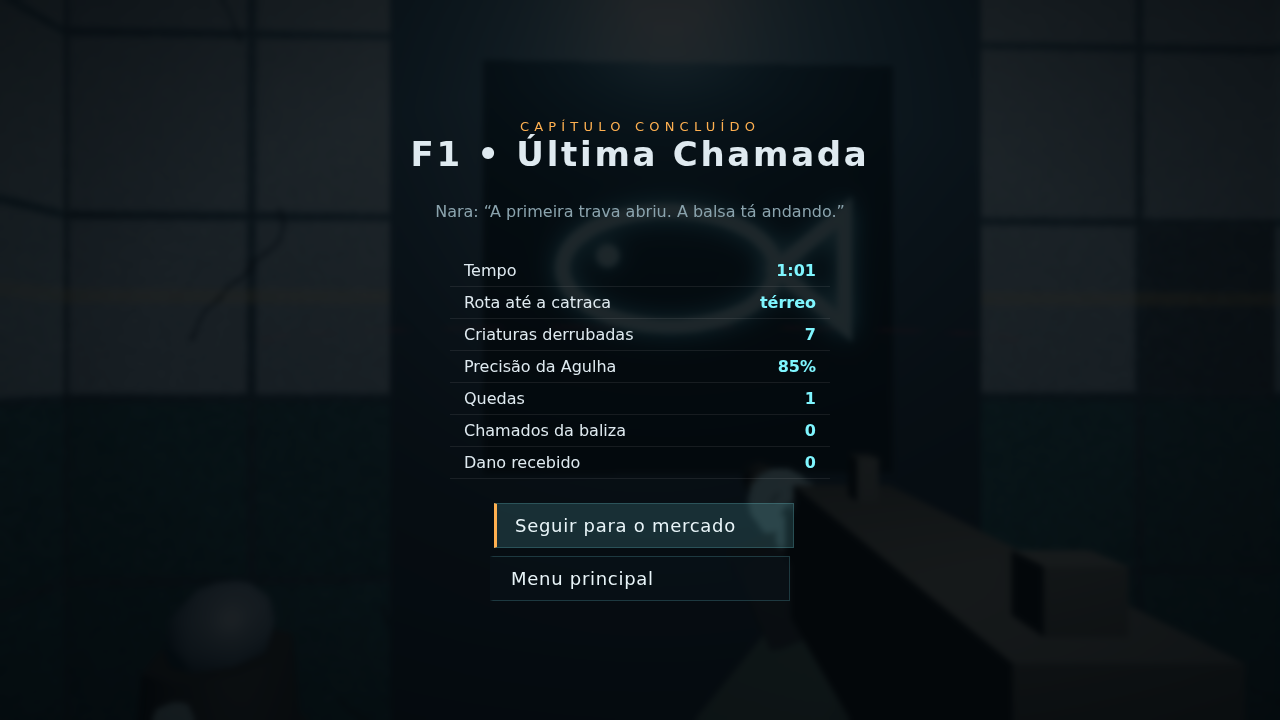 CAPÍTULO CONCLUÍDO
F1 • Última Chamada
Nara: “A primeira trava abriu. A balsa tá andando.”
Tempo 1:01
Rota até a catraca térreo
Criaturas derrubadas 7
Precisão da Agulha 85%
Quedas 1
Chamados da baliza 0
Dano recebido 0
Seguir para o mercado
Menu principal